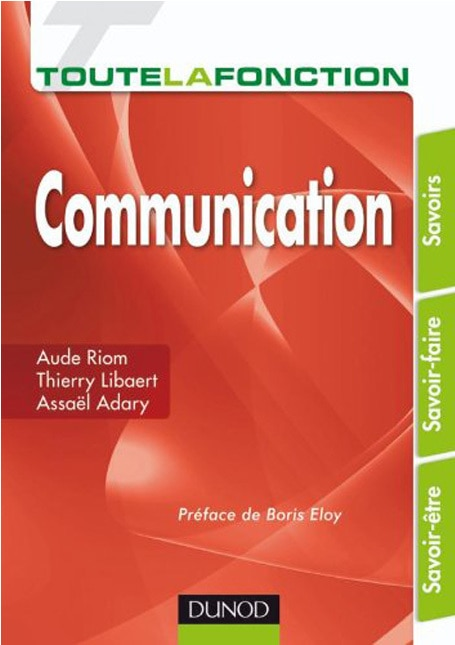 TOUTELAFONCTION
Communication
Aude Riom
Thierry Libaert
Assaël Adary
Préface de Boris Eloy
DUNOD
Savoirs
Savoir-faire
Savoir-être